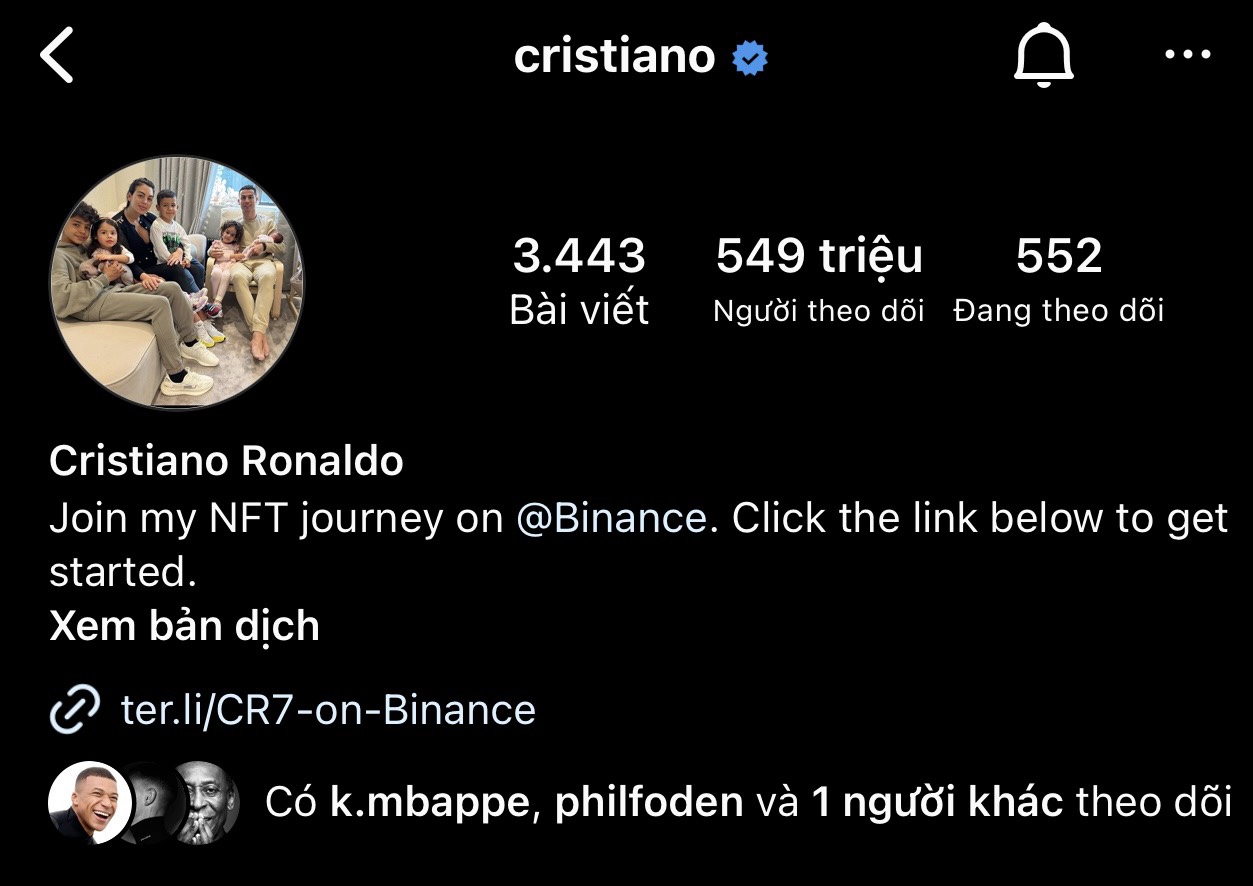 cristiano
3.443
Bài viết
549 triệu
Người theo dõi
552
Đang theo dõi
Cristiano Ronaldo
Join my NFT journey on @Binance. Click the link below to get
started.
Xem bản dịch
ter.li/CR7-on-Binance
Có k.mbappe, philfoden và 1 người khác theo dõi